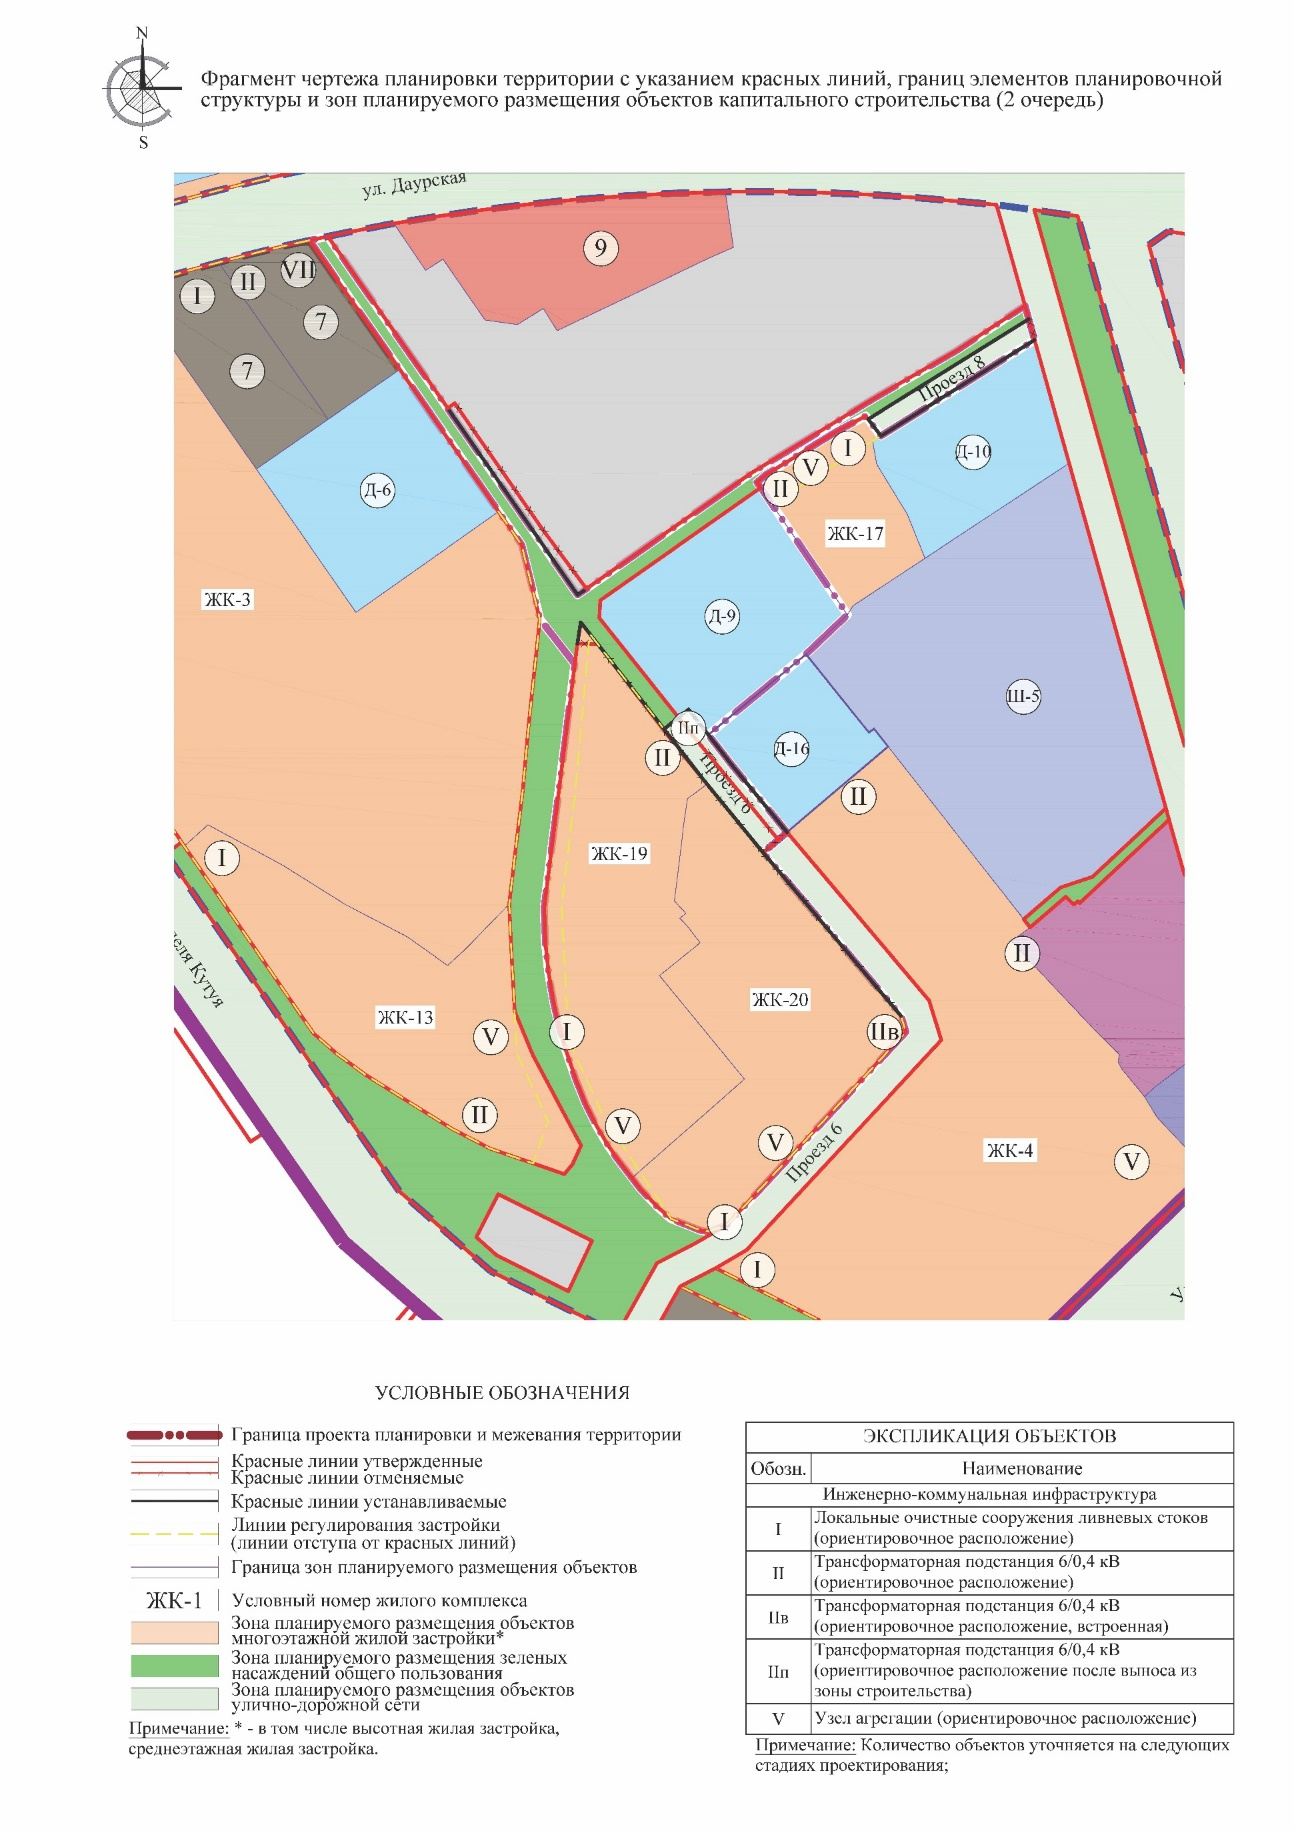 N
S
Фрагмент чертежа планировки территории с указанием красных линий, границ элементов планировочной
структуры и зон планируемого размещения объектов капитального строительства (2 очередь)
ул. Даурская
9
I
II
VII
7
7
Проезд 8
Д-6
I
V
II
Д-10
ЖК-17
ЖК-3
Д-9
Ш-5
IIп
II
Д-16
Проезд 6
II
ЖК-19
I
II
Кутуя
ЖК-20
ЖК-13
V
I
IIв
II
V
V
Проезд 6
ЖК-4
V
I
I
УСЛОВНЫЕ ОБОЗНАЧЕНИЯ
Граница проекта планировки и межевания территории
Красные линии утвержденные
Красные линии отменяемые
Красные линии устанавливаемые
Линии регулирования застройки
(линии отступа от красных линий)
Граница зон планируемого размещения объектов
ЖК-1 Условный номер жилого комплекса
Зона планируемого размещения объектов
многоэтажной жилой застройки*
Зона планируемого размещения зеленых
насаждений общего пользования
Зона планируемого размещения объектов
улично-дорожной сети
Примечание: * - в том числе высотная жилая застройка,
среднеэтажная жилая застройка.
ЭКСПЛИКАЦИЯ ОБЪЕКТОВ
Обозн. Наименование
Инженерно-коммунальная инфраструктура
I Локальные очистные сооружения ливневых стоков
(ориентировочное расположение)
II Трансформаторная подстанция 6/0,4 кВ
(ориентировочное расположение)
IIв Трансформаторная подстанция 6/0,4 кВ
(ориентировочное расположение, встроенная)
IIп Трансформаторная подстанция 6/0,4 кВ
(ориентировочное расположение после выноса из
зоны строительства)
V Узел агрегации (ориентировочное расположение)
Примечание: Количество объектов уточняется на следующих
стадиях проектирования;